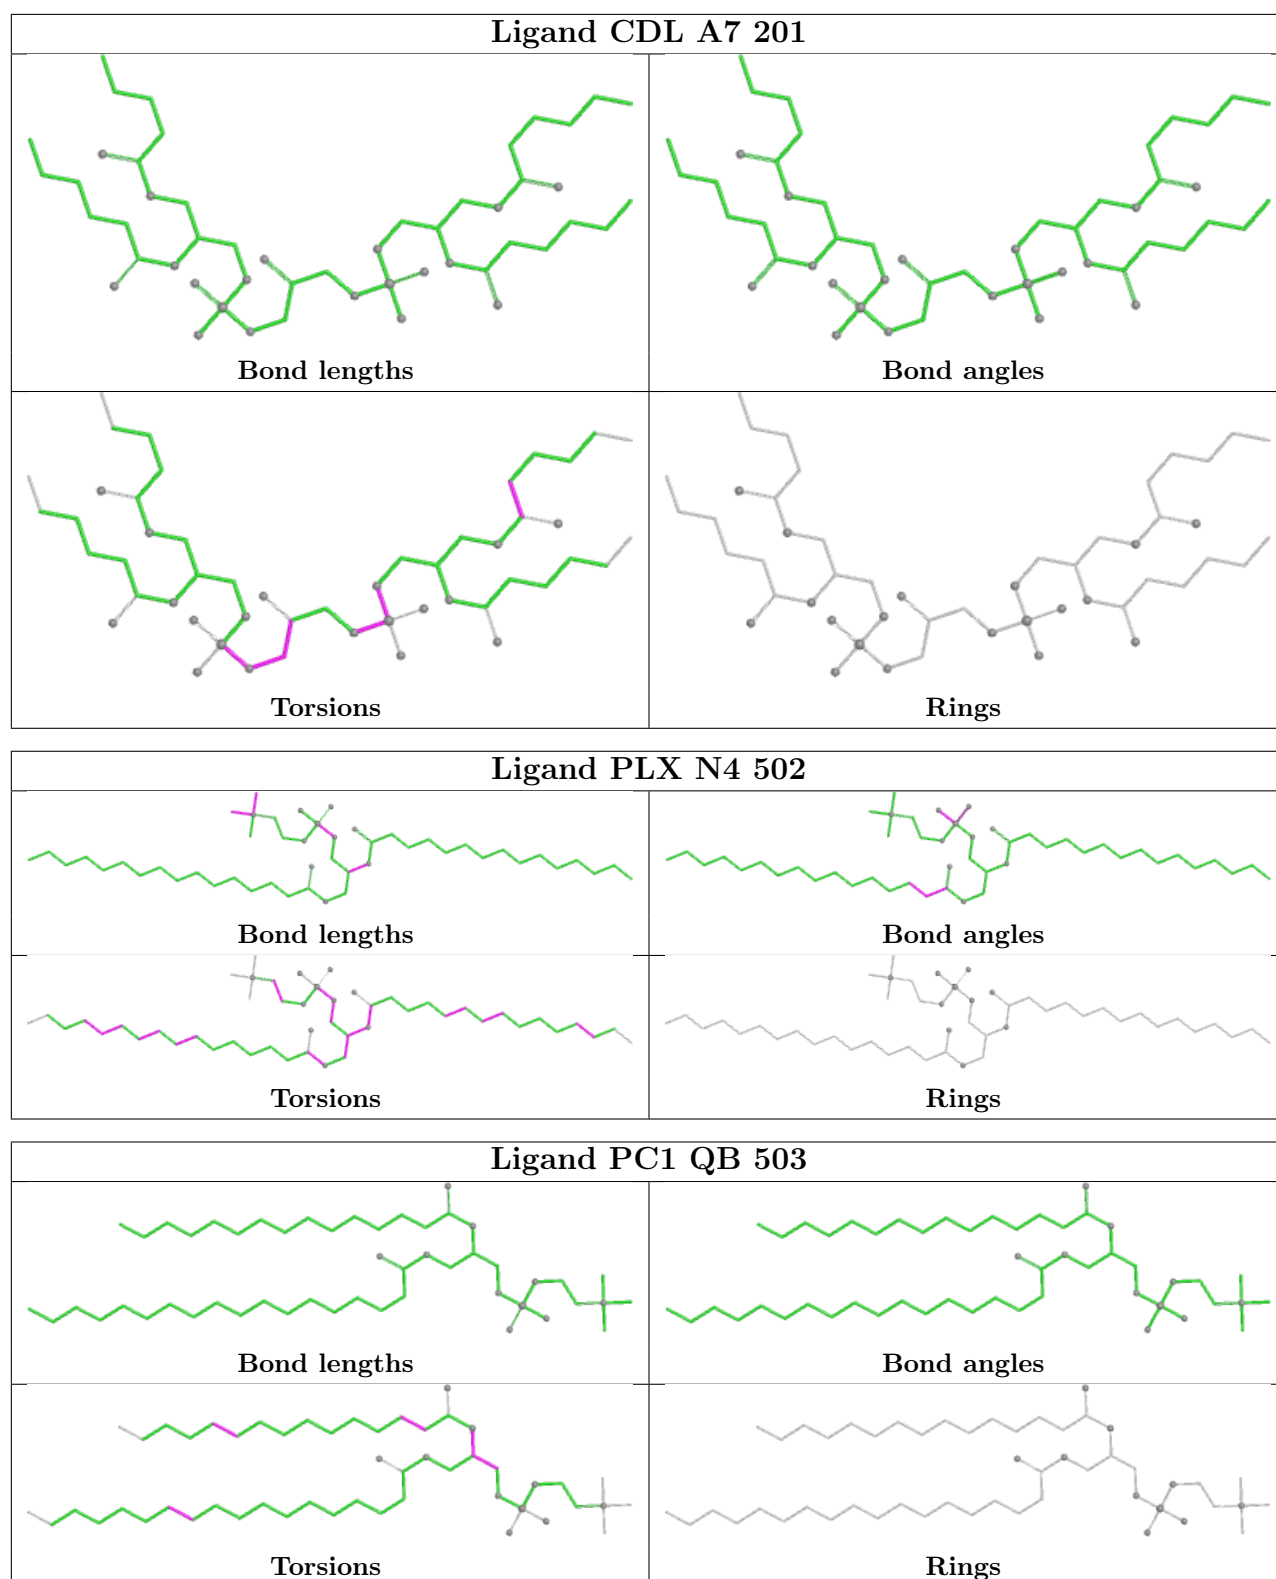 Ligand CDL A7 201
Bond lengths
Bond angles
Torsions
Rings
Ligand PLX N4 502
Bond lengths
Bond angles
Torsions
Rings
Ligand PC1 QB 503
Bond lengths
Bond angles
Torsions
Rings